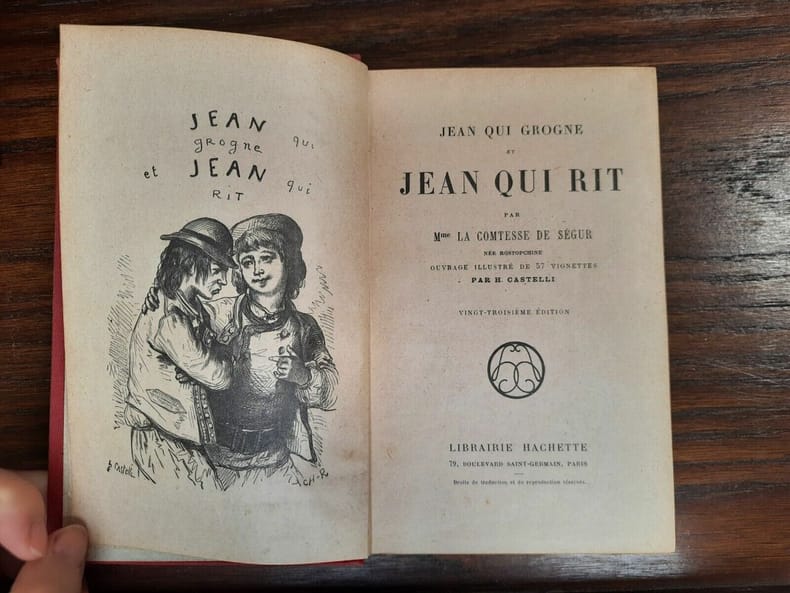 JEAN qui
grogne
et JEAN qui
RIT
JEAN QUI GROGNE
ET
JEAN QUI RIT
PAR
Mme LA COMTESSE DE SÉGUR
NÉE ROSTOPCHINE
OUVRAGE ILLUSTRÉ DE 57 VIGNETTES
PAR H. CASTELLI
VINGT-TROISIÈME ÉDITION
LIBRAIRIE HACHETTE
79, BOULEVARD SAINT-GERMAIN, PARIS
Droits de traduction et de reproduction réservés.